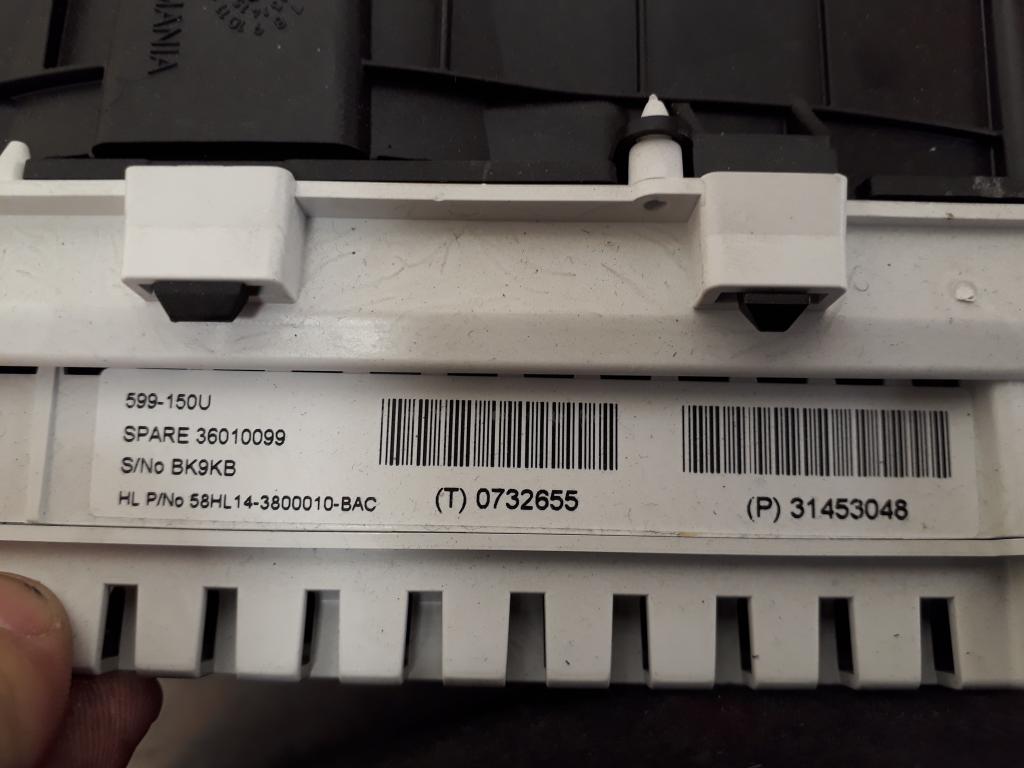 599-150U
SPARE 36010099
S/No BK9KB
HL P/No 58HL14-3800010-BAC
(T) 0732655
(P) 31453048